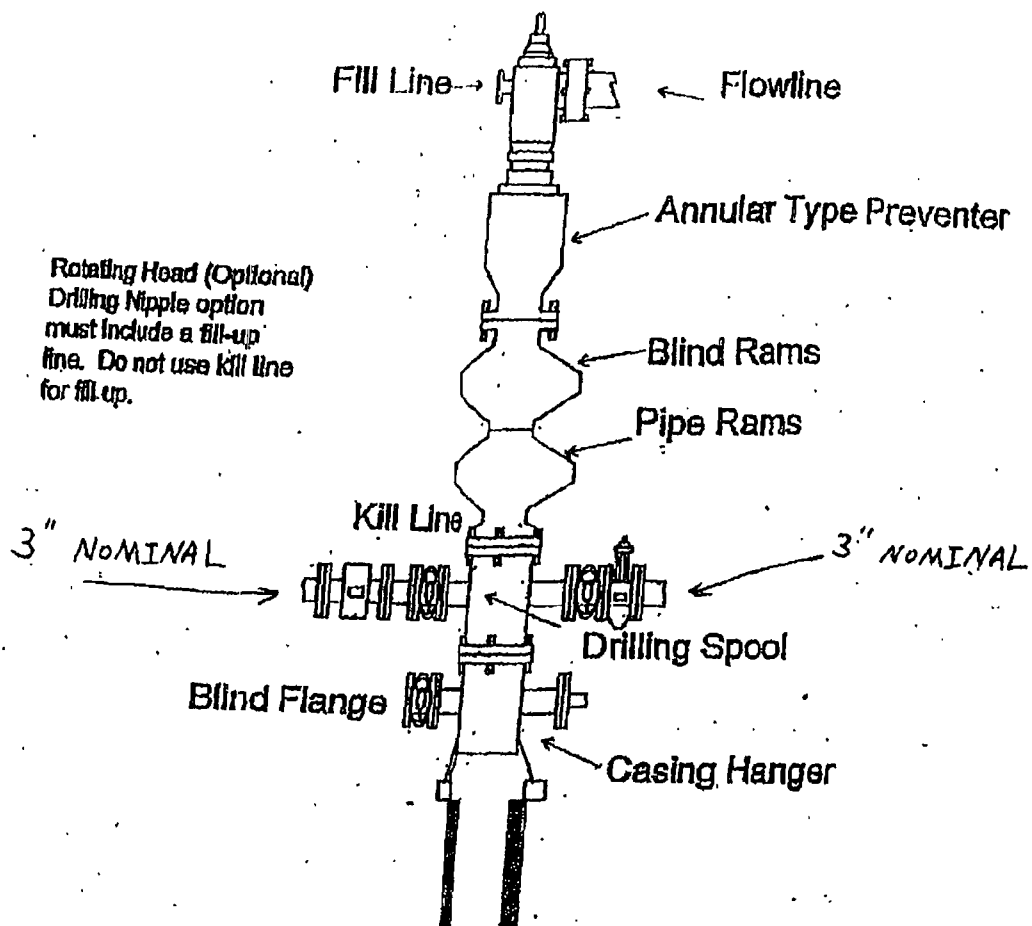 Fill Line
Flowline
Annular Type Preventer
Rotating Head (Optional)
Drilling Nipple option
must include a fill-up
line. Do not use kill line
for fill-up.
Blind Rams
Pipe Rams
Kill Line
3" NOMINAL
3" NOMINAL
Drilling Spool
Blind Flange
Casing Hanger